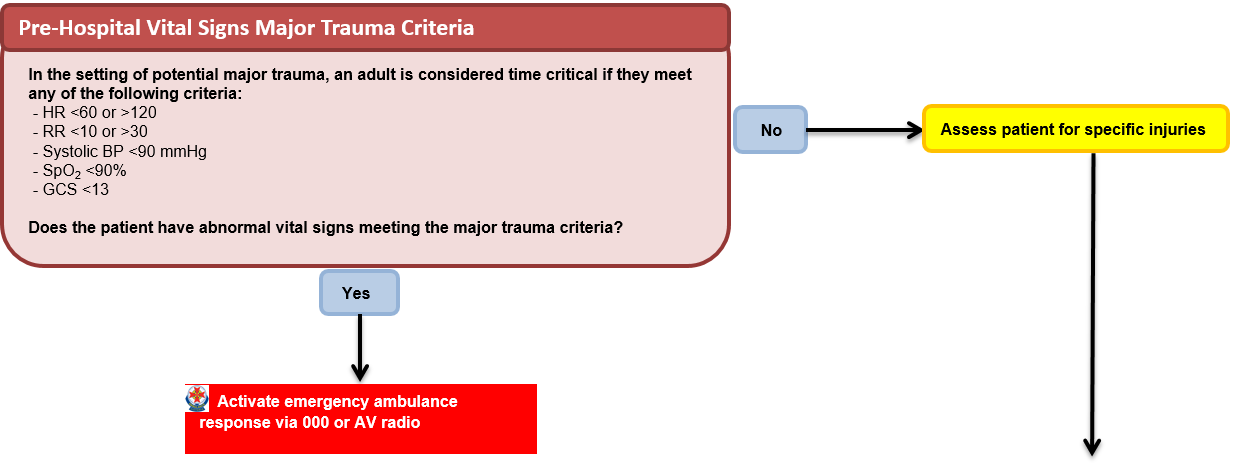 Pre-Hospital Vital Signs Major Trauma Criteria
In the setting of potential major trauma, an adult is considered time critical if they meet
any of the following criteria:
- HR <60 or >120
- RR <10 or >30
- Systolic BP <90 mmHg
- SpO₂ <90%
- GCS <13
Does the patient have abnormal vital signs meeting the major trauma criteria?
No
Assess patient for specific injuries
Yes
Activate emergency ambulance
response via 000 or AV radio